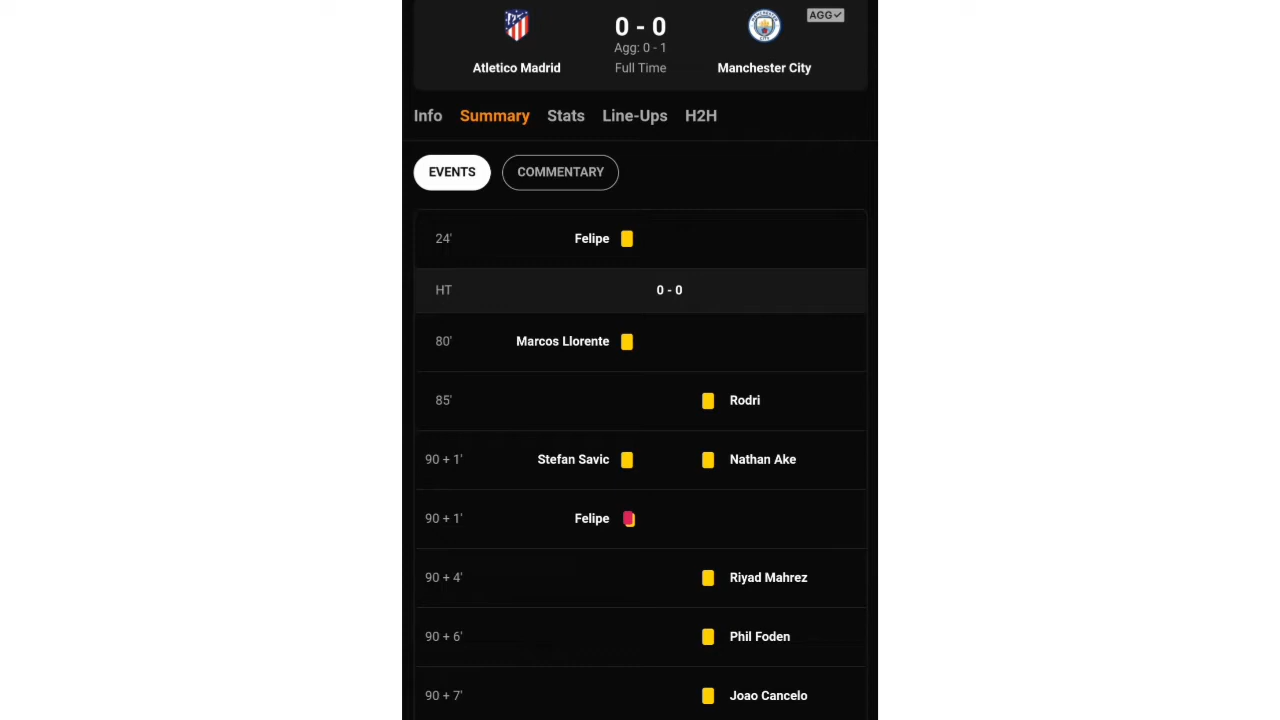 0 - 0
AGG✓
Agg: 0 - 1
Atletico Madrid
Full Time
Manchester City
Info Summary Stats Line-Ups H2H
EVENTS COMMENTARY
24' Felipe
HT 0 - 0
80' Marcos Llorente
85' Rodri
90 + 1' Stefan Savic Nathan Ake
90 + 1' Felipe
90 + 4' Riyad Mahrez
90 + 6' Phil Foden
90 + 7' Joao Cancelo